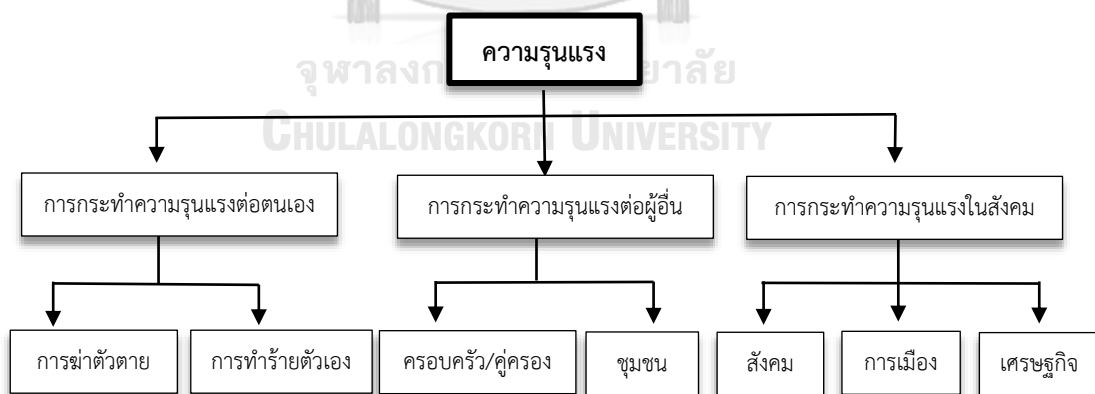 ความรุนแรง
จุฬาลงก ยาลัย
CHULALONGKORN UNIVERSITY
การกระทำความรุนแรงต่อตนเอง
การกระทำความรุนแรงต่อผู้อื่น
การกระทำความรุนแรงในสังคม
การฆ่าตัวตาย
การทำร้ายตัวเอง
ครอบครัว/คู่ครอง
ชุมชน
สังคม
การเมือง
เศรษฐกิจ